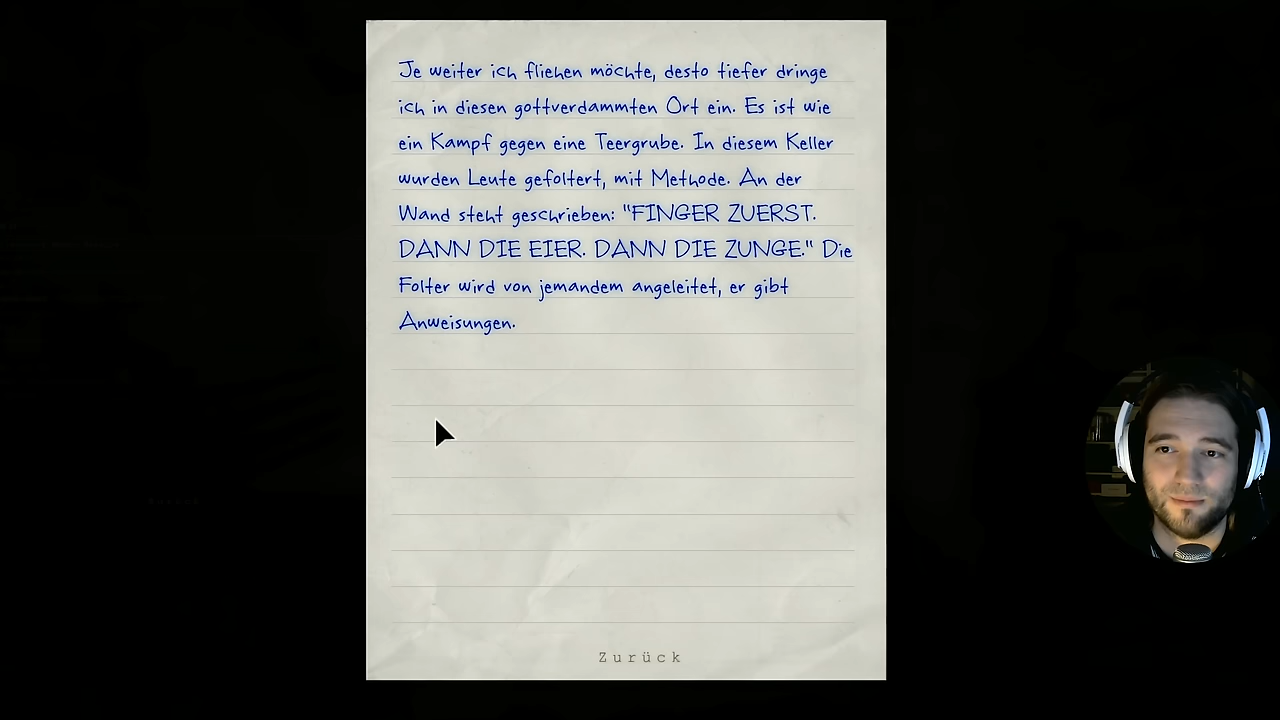 Je weiter ich fliehen möchte, desto tiefer dringe
ich in diesen gottverdammten Ort ein. Es ist wie
ein Kampf gegen eine Teergrube. In diesem Keller
wurden Leute gefoltert, mit Methode. An der
Wand steht geschrieben: "FINGER ZUERST.
DANN DIE EIER. DANN DIE ZUNGE." Die
Folter wird von jemandem angeleitet, er gibt
Anweisungen.
Zurück